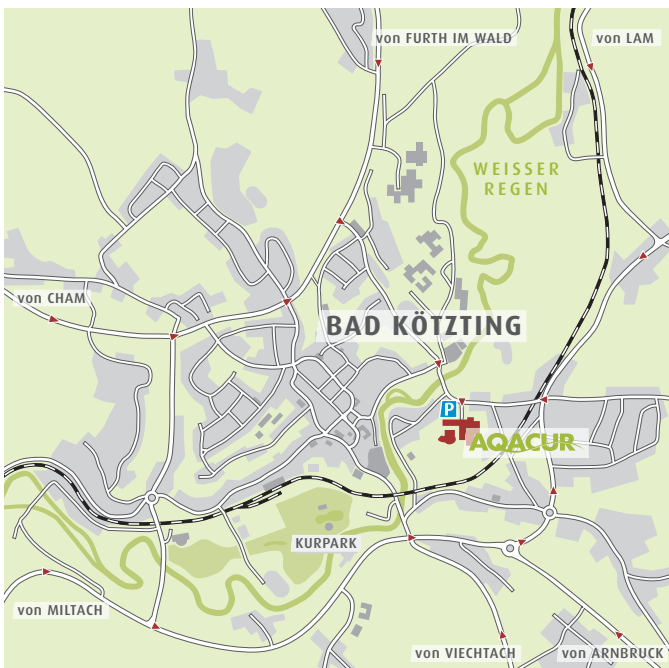 von FURTH IM WALD
von LAM
WEISSER
REGEN
von CHAM
BAD KÖTZTING
P
AQACUR
KURPARK
von MILTACH
von VIECHTACH
von ARNBRUCK